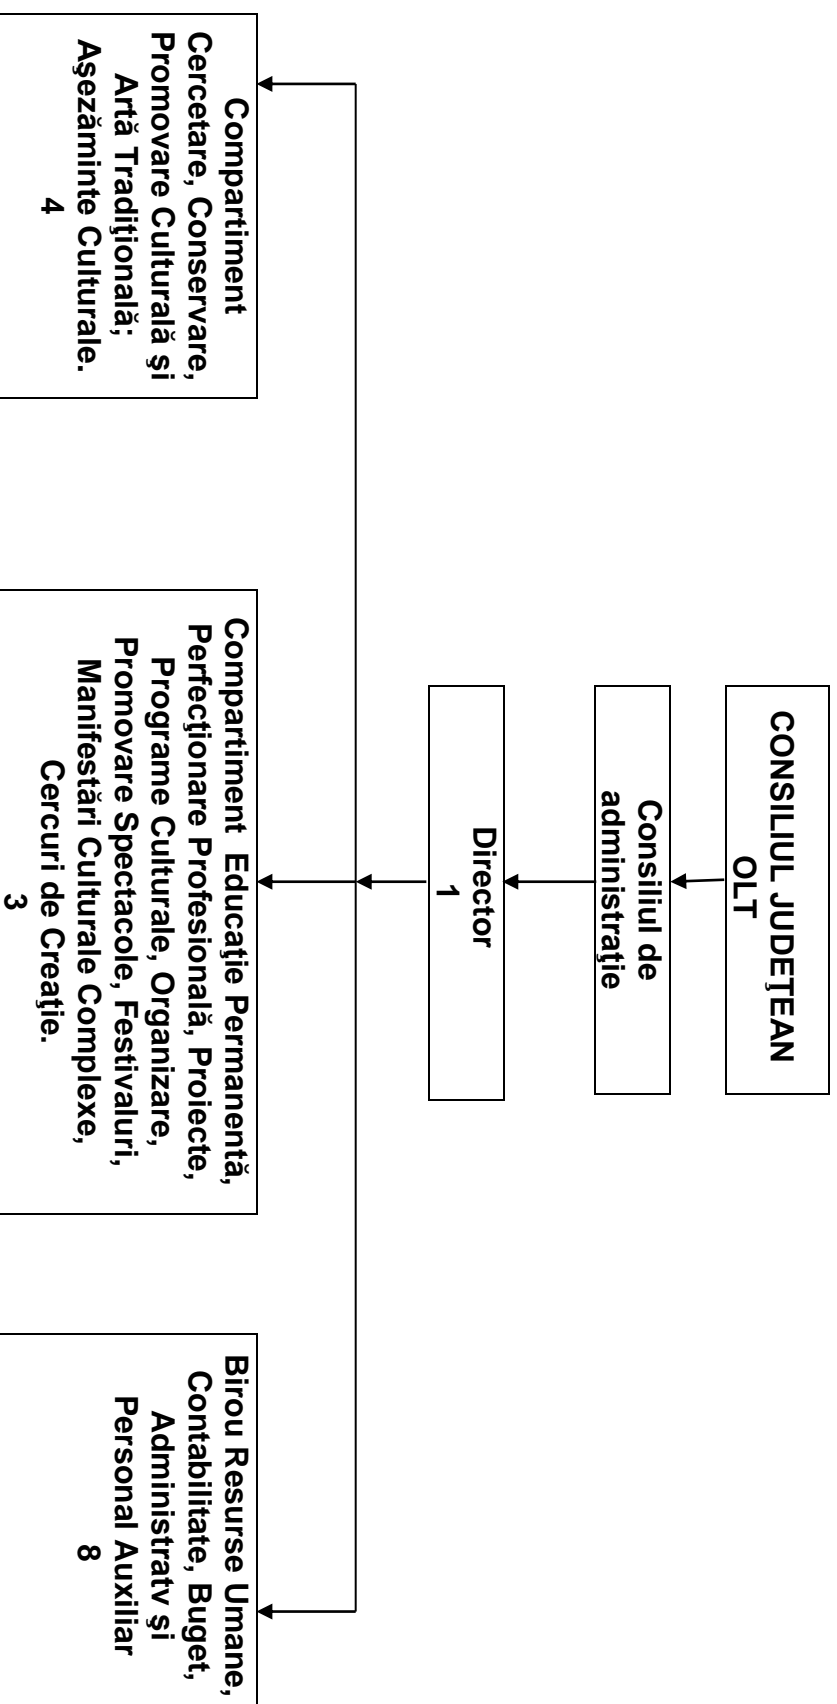 CONSILIUL JUDEŢEAN
OLT
Consiliul de
administraţie
Director
1
Compartiment
Cercetare, Conservare,
Promovare Culturală şi
Artă Tradiţională;
Aşezăminte Culturale.
4
Compartiment Educaţie Permanentă,
Perfecţionare Profesională, Proiecte,
Programe Culturale, Organizare,
Promovare Spectacole, Festivaluri,
Manifestări Culturale Complexe,
Cercuri de Creaţie.
3
Birou Resurse Umane,
Contabilitate, Buget,
Administratv şi
Personal Auxiliar
8